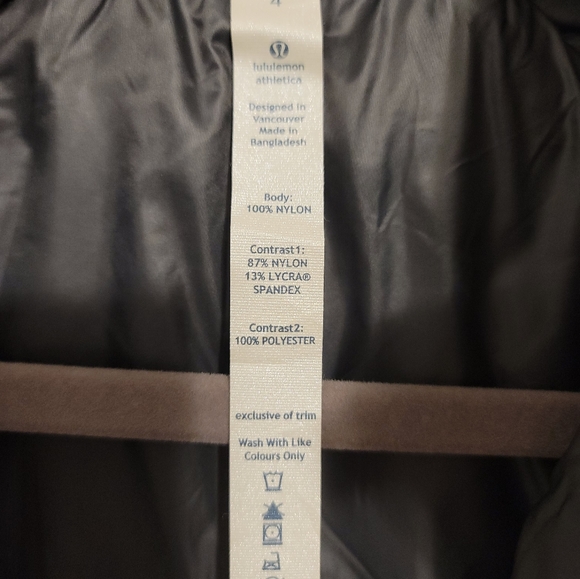 4
lululemon
athletica
Designed in
Vancouver
Made in
Bangladesh
Body:
100% NYLON
Contrast1:
87% NYLON
13% LYCRA®
SPANDEX
Contrast2:
100% POLYESTER
exclusive of trim
Wash With Like
Colours Only